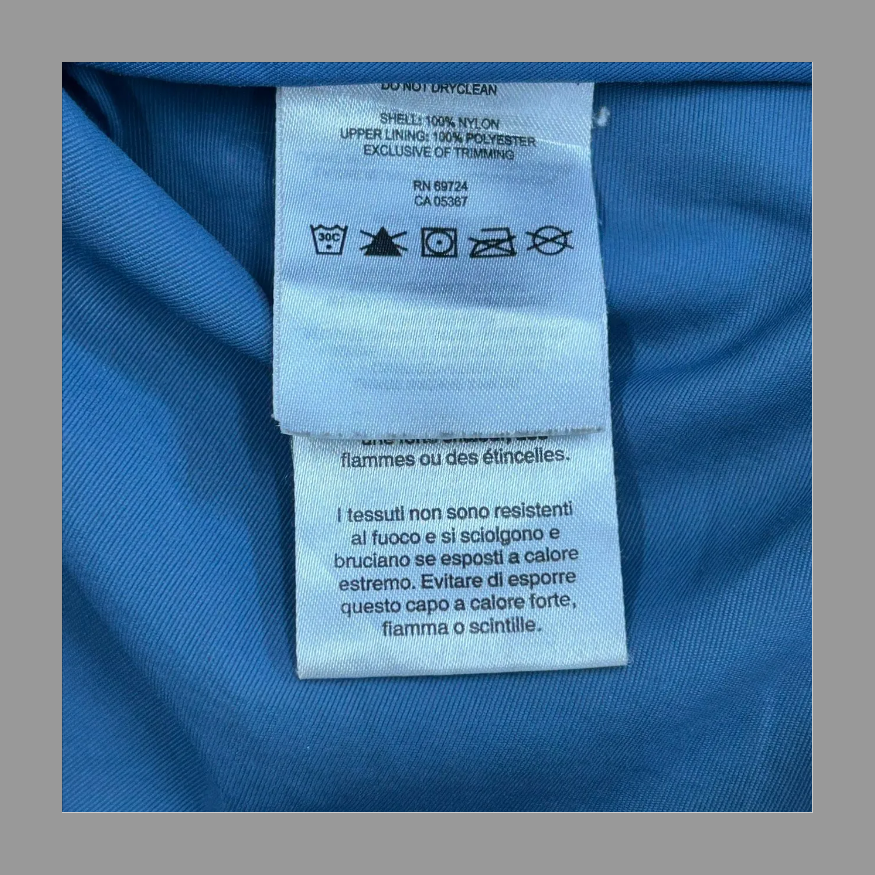 DO NOT DRYCLEAN
SHELL: 100% NYLON
UPPER LINING: 100% POLYESTER
EXCLUSIVE OF TRIMMING
RN 69724
CA 05367
30C
flammes ou des étincelles.
I tessuti non sono resistenti
al fuoco e si sciolgono e
bruciano se esposti a calore
estremo. Evitare di esporre
questo capo a calore forte,
fiamma o scintille.